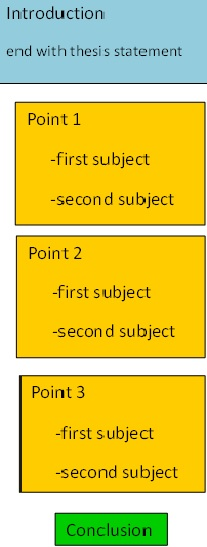 Introduction
end with thesis statement
Point 1
-first subject
-second subject
Point 2
-first subject
-second subject
Point 3
-first subject
-second subject
Conclusion